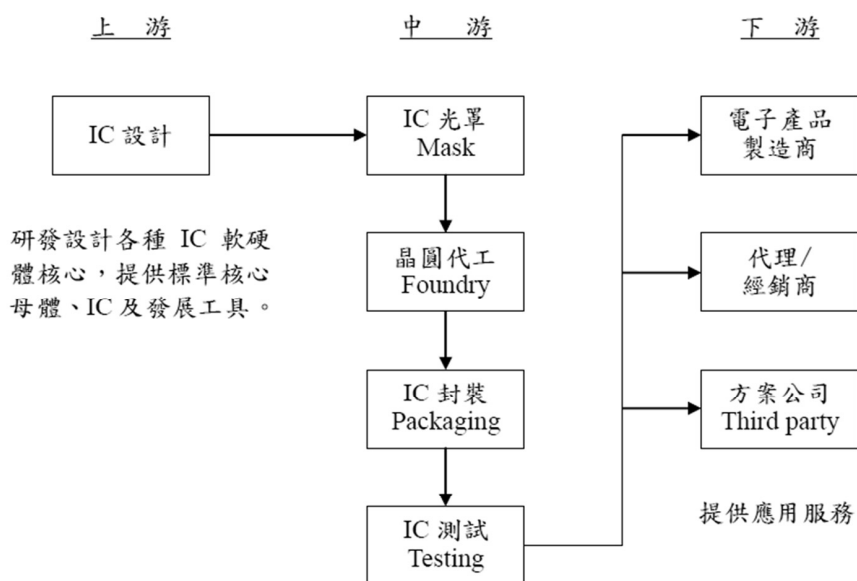 上 游
中 游
下 游
IC 設計
研發設計各種 IC 軟硬
體核心，提供標準核心
母體、IC 及發展工具。
IC 光罩
Mask
晶圓代工
Foundry
IC 封裝
Packaging
IC 測試
Testing
電子產品
製造商
代理/
經銷商
方案公司
Third party
提供應用服務